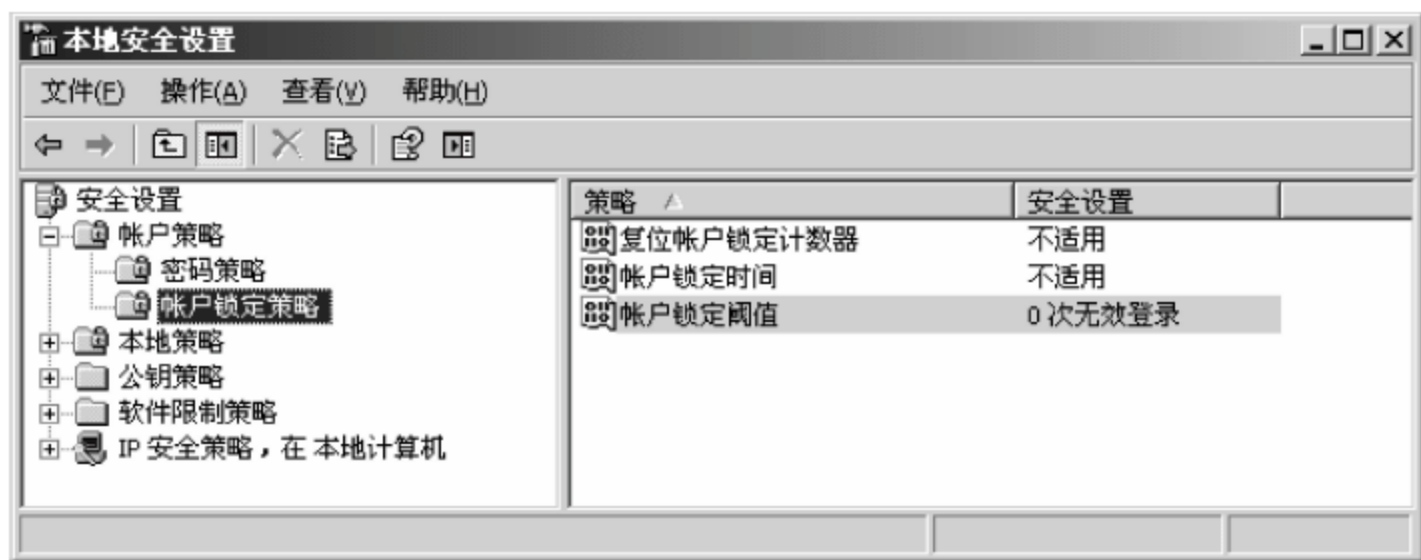 本地安全设置
文件(F) 操作(A) 查看(V) 帮助(H)
安全设置
帐户策略
密码策略
帐户锁定策略
本地策略
公钥策略
软件限制策略
IP 安全策略，在 本地计算机
策略 安全设置
复位帐户锁定计数器 不适用
帐户锁定时间 不适用
帐户锁定阈值 0 次无效登录